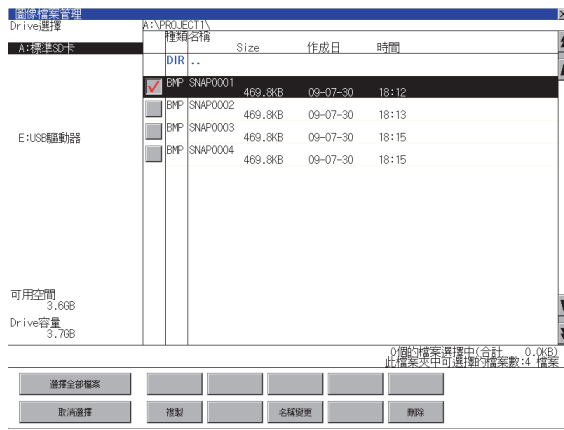 圖像檔案管理
Drive選擇
A:\PROJECT1\
種類 名稱
Size 作成日 時間
A:標準SD卡
DIR ..
BMP SNAP0001
469.8KB 09-07-30 18:12
BMP SNAP0002
469.8KB 09-07-30 18:13
BMP SNAP0003
469.8KB 09-07-30 18:15
E:USB驅動器
BMP SNAP0004
469.8KB 09-07-30 18:15
可用空間
3.6GB
Drive容量
3.7GB
0個的檔案選擇中(合計 0.0KB)
此檔案夾中可選擇的檔案數:4 檔案
選擇全部檔案
取消選擇 複製 名稱變更 刪除